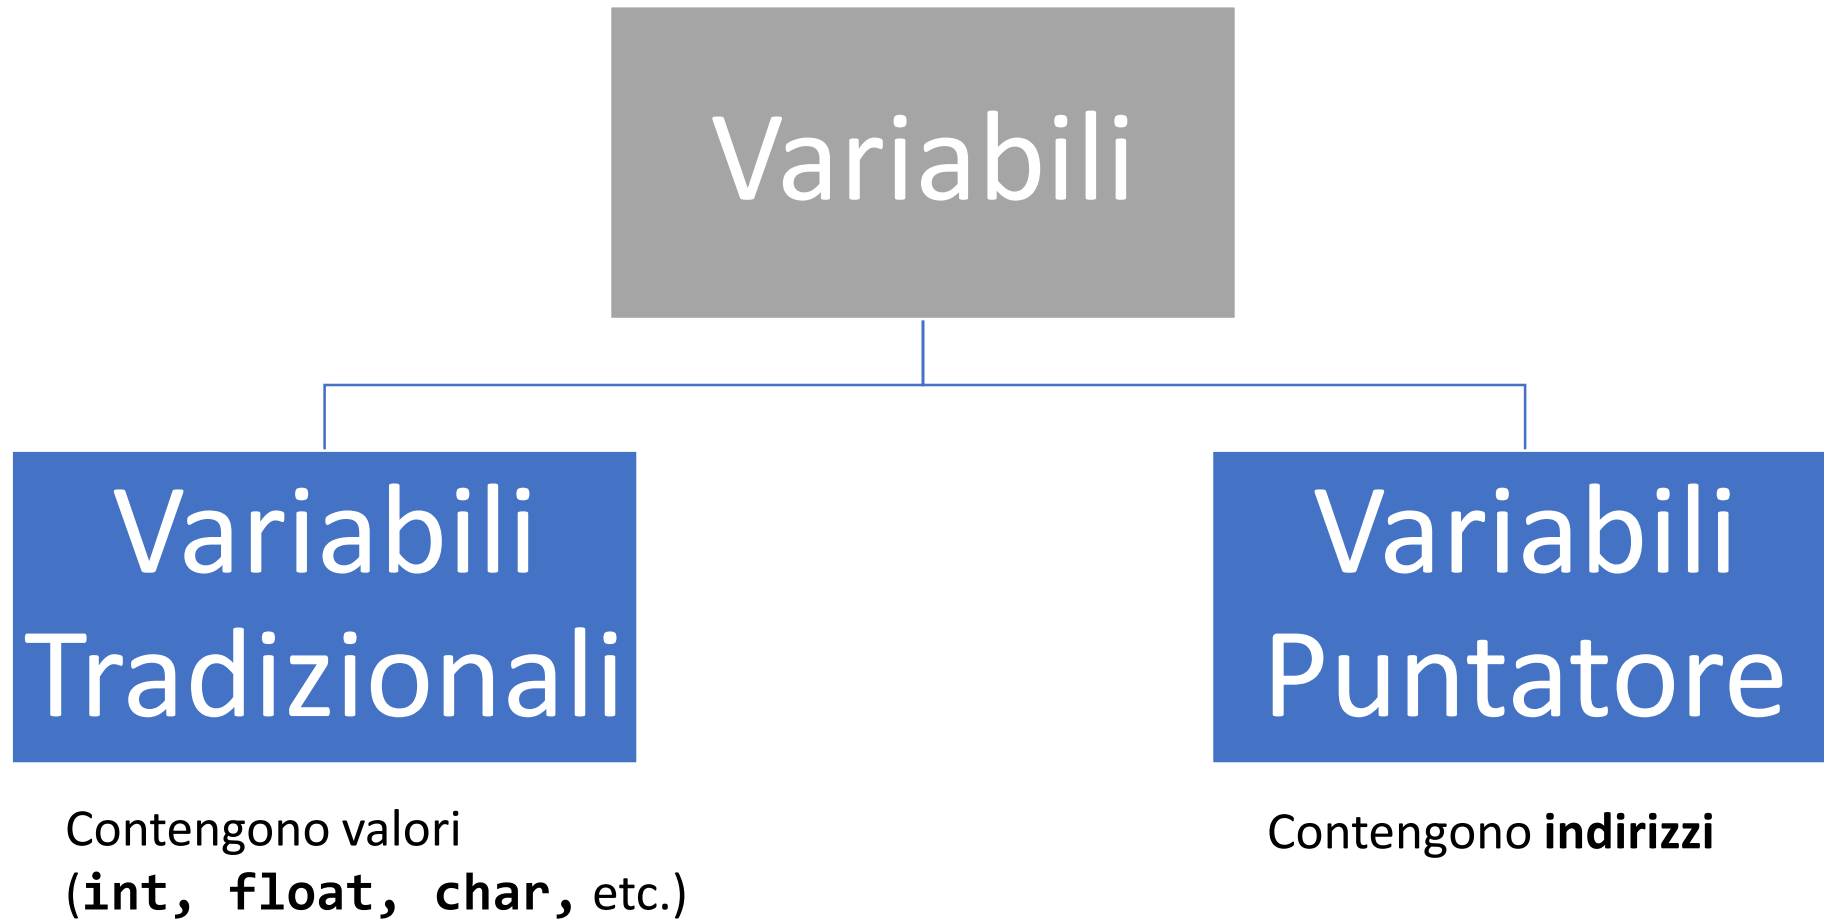 Variabili
Variabili
Tradizionali
Variabili
Puntatore
Contengono valori
(int, float, char, etc.)
Contengono indirizzi